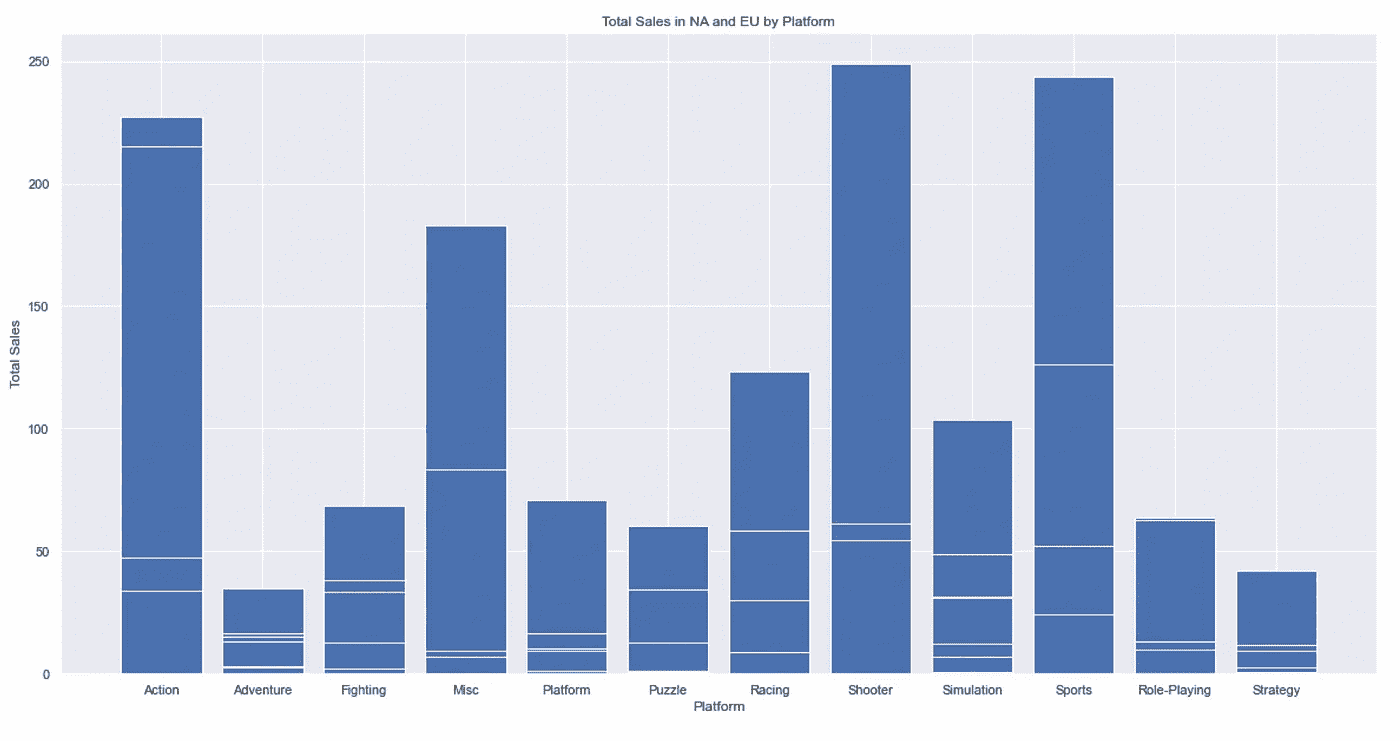 Total Sales in NA and EU by Platform
250
200
150
100
50
0
Total Sales
Action Adventure Fighting Misc Platform Puzzle Racing Shooter Simulation Sports Role-Playing Strategy
Platform